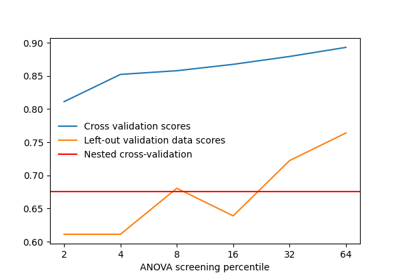 0.90
0.85
0.80
0.75
0.70
0.65
0.60
Cross validation scores
Left-out validation data scores
Nested cross-validation
2 4 8 16 32 64
ANOVA screening percentile